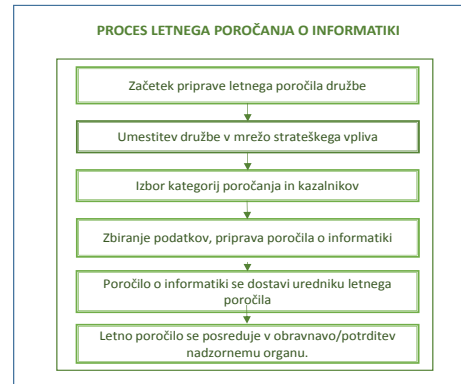 PROCES LETNEGA POROČANJA O INFORMATIKI
Začetek priprave letnega poročila družbe
Umestitev družbe v mrežo strateškega vpliva
Izbor kategorij poročanja in kazalnikov
Zbiranje podatkov, priprava poročila o informatiki
Poročilo o informatiki se dostavi uredniku letnega
poročila
Letno poročilo se posreduje v obravnavo/potrditev
nadzornemu organu.